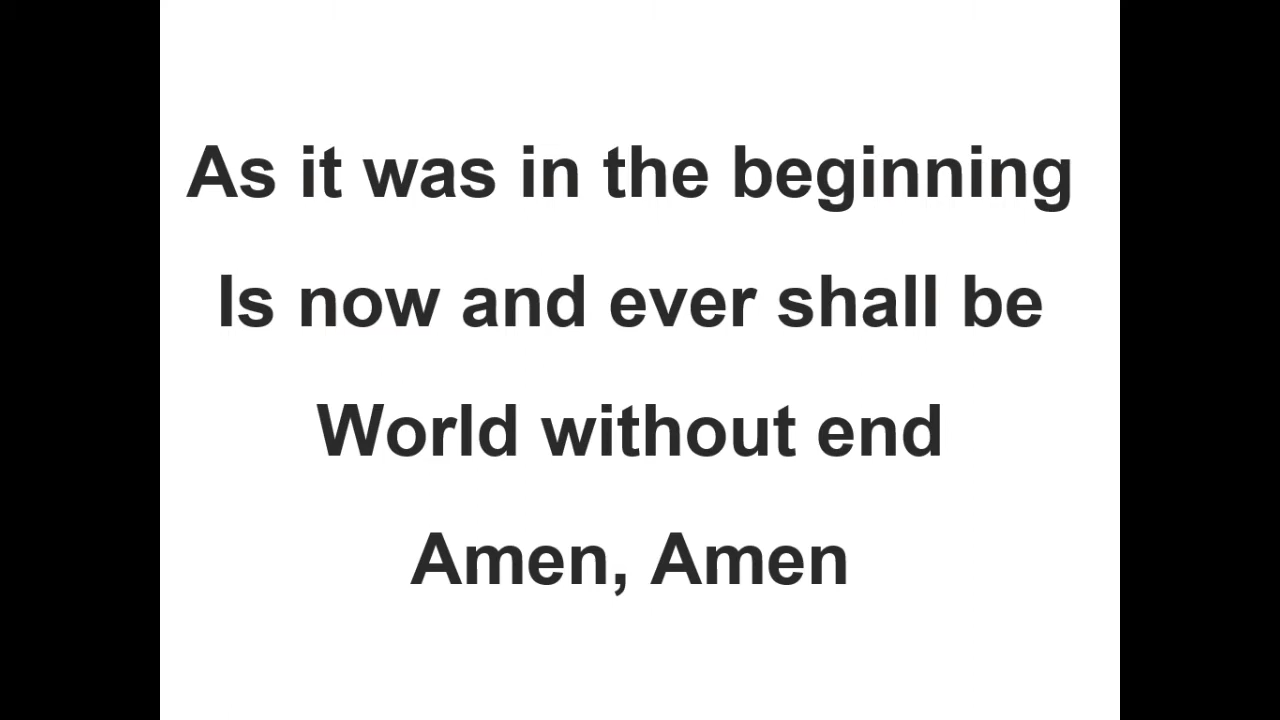 As it was in the beginning
Is now and ever shall be
World without end
Amen, Amen